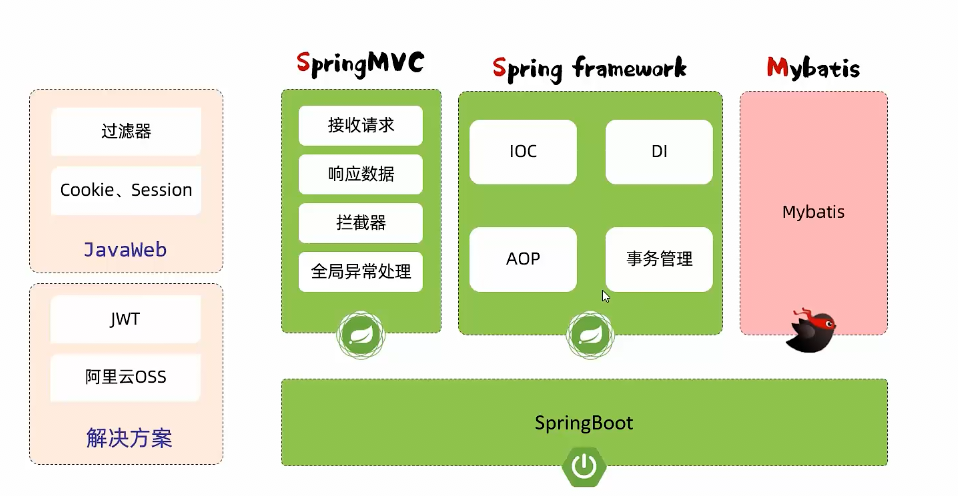 过滤器
Cookie、Session
JavaWeb
JWT
阿里云OSS
解决方案
SpringMVC
接收请求
响应数据
拦截器
全局异常处理
Spring framework
IOC
DI
AOP
事务管理
Mybatis
Mybatis
SpringBoot